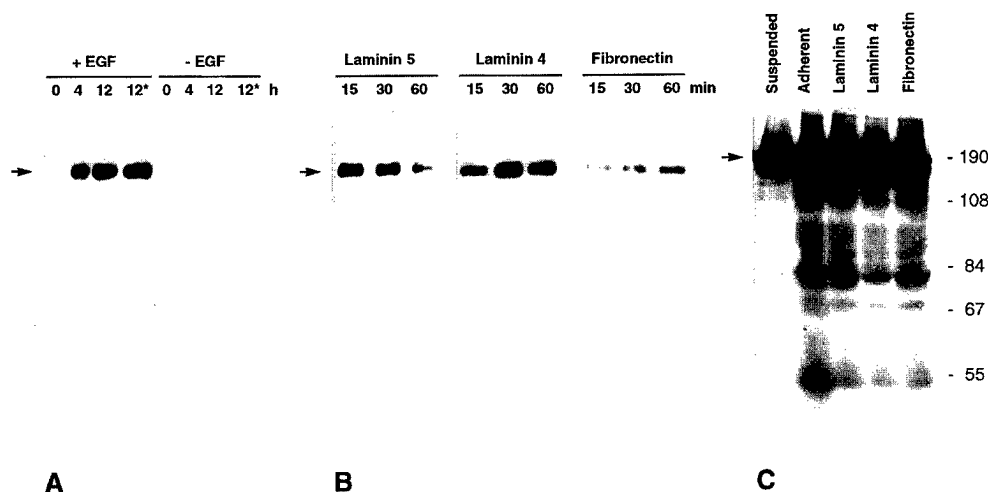 + EGF
- EGF
0 4 12 12* 0 4 12 12* h
A
Laminin 5 Laminin 4 Fibronectin
15 30 60 15 30 60 15 30 60 min
B
Suspended
Adherent
Laminin 5
Laminin 4
Fibronectin
- 190
- 108
- 84
- 67
- 55
C